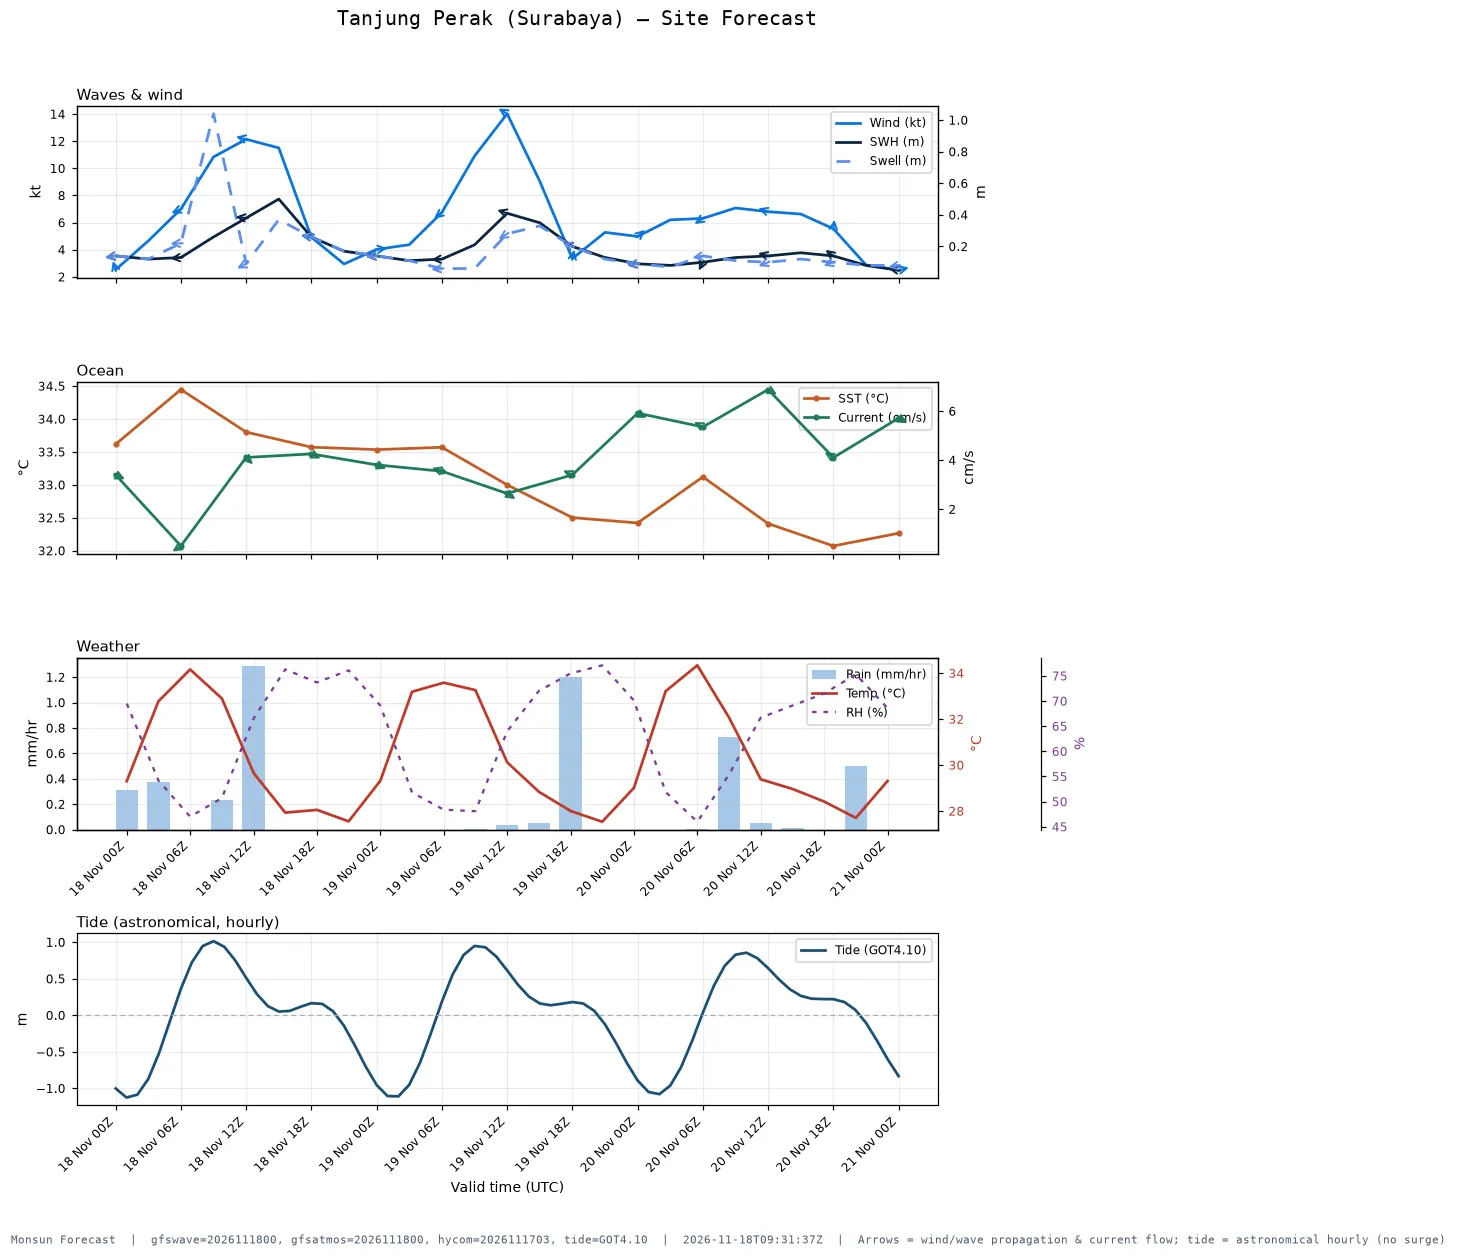 Tanjung Perak (Surabaya) — Site Forecast
Waves & wind
14
12
10
8
6
4
2
kt
1.0
0.8
0.6
0.4
0.2
m
Wind (kt)
SWH (m)
Swell (m)
Ocean
34.5
34.0
33.5
33.0
32.5
32.0
°C
6
4
2
cm/s
SST (°C)
Current (cm/s)
Weather
1.2
1.0
0.8
0.6
0.4
0.2
0.0
mm/hr
34
32
30
28
°C
75
70
65
60
55
50
45
%
Rain (mm/hr)
Temp (°C)
RH (%)
18 Nov 00Z
18 Nov 06Z
18 Nov 12Z
18 Nov 18Z
19 Nov 00Z
19 Nov 06Z
19 Nov 12Z
19 Nov 18Z
20 Nov 00Z
20 Nov 06Z
20 Nov 12Z
20 Nov 18Z
21 Nov 00Z
Tide (astronomical, hourly)
1.0
0.5
0.0
−0.5
−1.0
m
Tide (GOT4.10)
18 Nov 00Z
18 Nov 06Z
18 Nov 12Z
18 Nov 18Z
19 Nov 00Z
19 Nov 06Z
19 Nov 12Z
19 Nov 18Z
20 Nov 00Z
20 Nov 06Z
20 Nov 12Z
20 Nov 18Z
21 Nov 00Z
Valid time (UTC)
Monsun Forecast | gfswave=2026111800, gfsatmos=2026111800, hycom=2026111703, tide=GOT4.10 | 2026-11-18T09:31:37Z | Arrows = wind/wave propagation & current flow; tide = astronomical hourly (no surge)